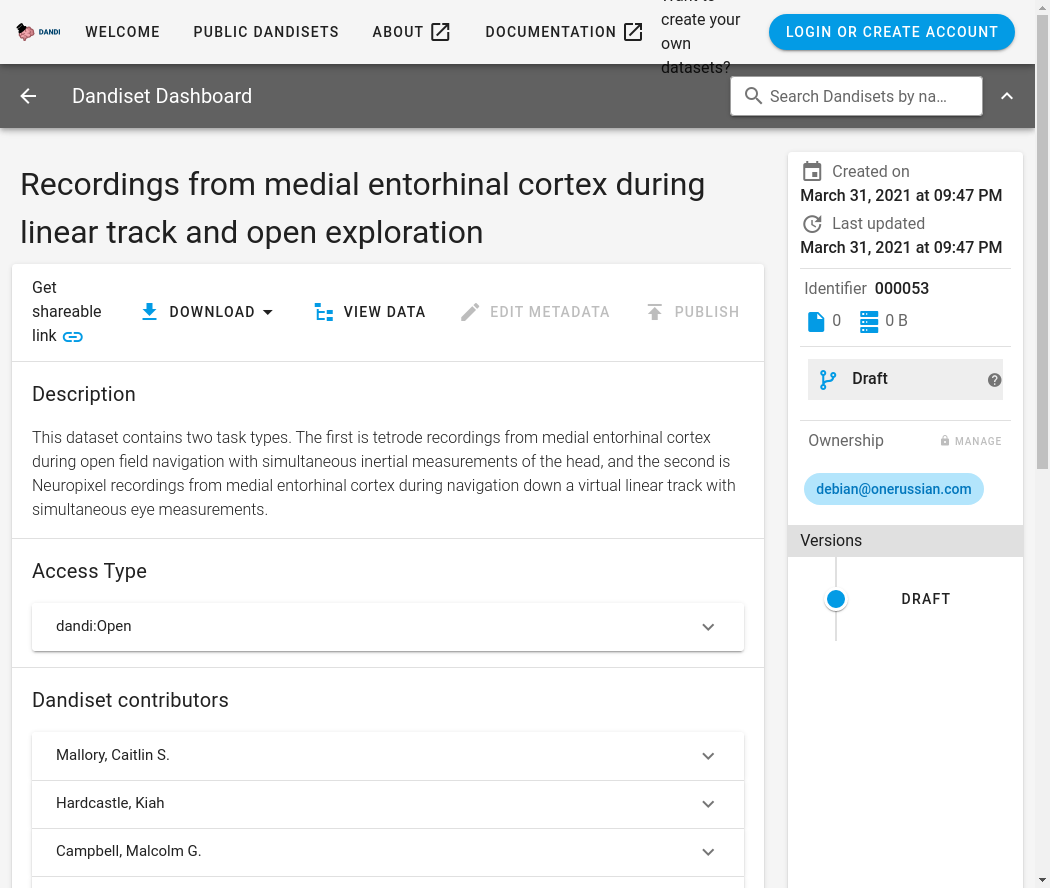 DANDI
WELCOME
PUBLIC DANDISETS
ABOUT
DOCUMENTATION
create your
own
datasets?
LOGIN OR CREATE ACCOUNT
Dandiset Dashboard
Search Dandisets by na…
Recordings from medial entorhinal cortex during
linear track and open exploration
Get
shareable
link
DOWNLOAD
VIEW DATA
EDIT METADATA
PUBLISH
Description
This dataset contains two task types. The first is tetrode recordings from medial entorhinal cortex
during open field navigation with simultaneous inertial measurements of the head, and the second is
Neuropixel recordings from medial entorhinal cortex during navigation down a virtual linear track with
simultaneous eye measurements.
Access Type
dandi:Open
Dandiset contributors
Mallory, Caitlin S.
Hardcastle, Kiah
Campbell, Malcolm G.
Created on
March 31, 2021 at 09:47 PM
Last updated
March 31, 2021 at 09:47 PM
Identifier 000053
0
0 B
Draft
Ownership
MANAGE
debian@onerussian.com
Versions
DRAFT